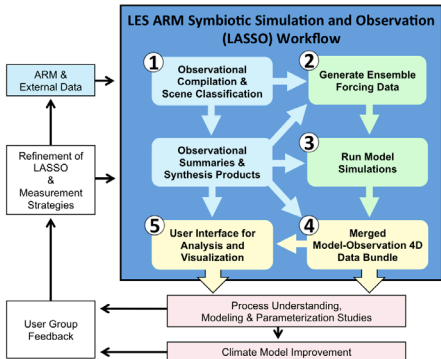 LES ARM Symbiotic Simulation and Observation
(LASSO) Workflow
1
Observational
Compilation &
Scene Classification
2
Generate Ensemble
Forcing Data
ARM &
External Data
Refinement of
LASSO
&
Measurement
Strategies
Observational
Summaries &
Synthesis Products
3
Run Model
Simulations
5
User Interface for
Analysis and
Visualization
4
Merged
Model-Observation 4D
Data Bundle
User Group
Feedback
Process Understanding,
Modeling & Parameterization Studies
Climate Model Improvement